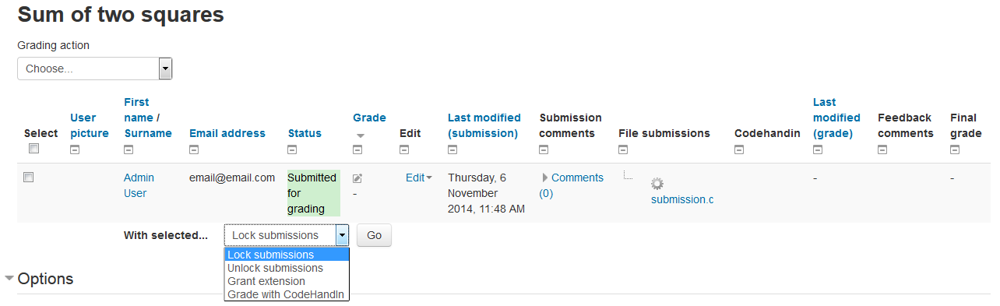 Sum of two squares
Grading action
Choose...
Select
User picture
First name / Surname
Email address
Status
Grade
Edit
Last modified (submission)
Submission comments
File submissions
Codehandin
Last modified (grade)
Feedback comments
Final grade
Admin User
email@email.com
Submitted for grading
-
Edit
Thursday, 6 November 2014, 11:48 AM
Comments (0)
submission.c
-
-
With selected...
Lock submissions
Go
Lock submissions
Unlock submissions
Grant extension
Grade with CodeHandIn
Options